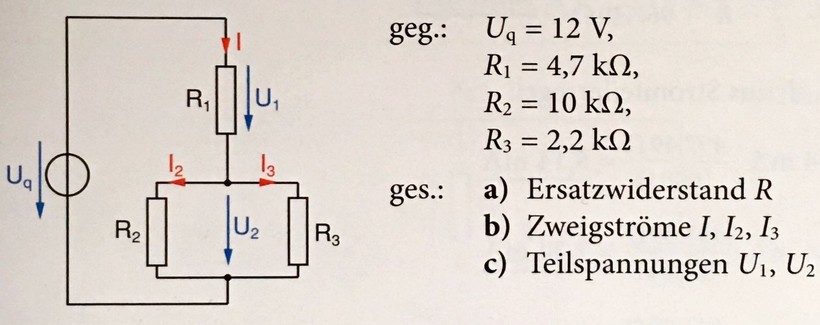 I
R₁
U₁
Uq
I₂
I₃
R₂
U₂
R₃
geg.: Uq = 12 V,
R₁ = 4,7 kΩ,
R₂ = 10 kΩ,
R₃ = 2,2 kΩ
ges.: a) Ersatzwiderstand R
b) Zweigströme I, I₂, I₃
c) Teilspannungen U₁, U₂